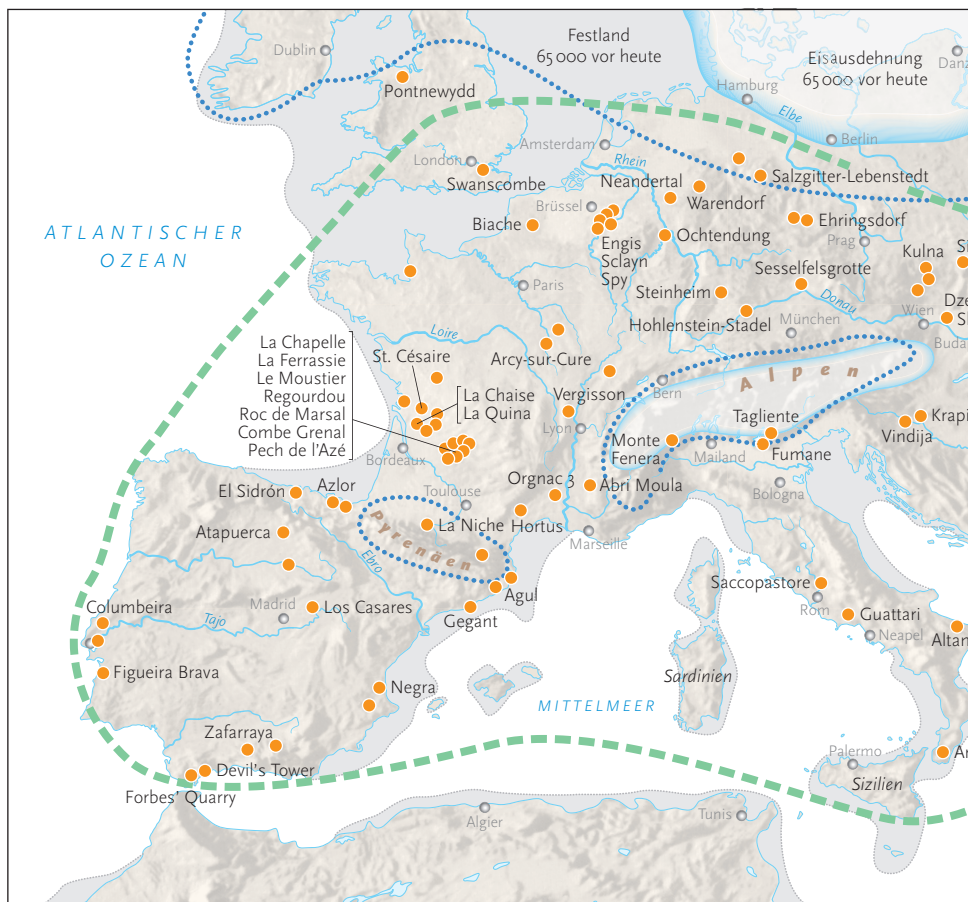 Dublin
Festland
65 000 vor heute
Eisausdehnung
65 000 vor heute
Hamburg
Elbe
Pontnewydd
Berlin
Amsterdam
London
Swanscombe
Rhein
Neandertal
Salzgitter-Lebenstedt
Warendorf
Brüssel
Biache
Ehringsdorf
Ochtendung
Prag
ATLANTISCHER
OZEAN
Engis
Sclayn
Spy
Kulna
Sesselfelsgrotte
Paris
Steinheim
Donau
Hohlenstein-Stadel
München
Wien
Loire
Arcy-sur-Cure
La Chapelle
La Ferrassie
Le Moustier
Regourdou
Roc de Marsal
Combe Grenal
Pech de l'Azé
St. Césaire
La Chaise
La Quina
Alpen
Bern
Vergisson
Lyon
Tagliente
Vindija
Monte
Fenera
Mailand
Fumane
Bordeaux
Orgnac 3
Abri Moula
Bologna
El Sidrón
Azlor
Toulouse
Atapuerca
Pyrenäen
La Niche
Hortus
Marseille
Ebro
Agul
Saccopastore
Rom
Columbeira
Madrid
Los Casares
Tajo
Gegant
Guattari
Neapel
Figueira Brava
Negra
Sardinien
MITTELMEER
Zafarraya
Palermo
Devil's Tower
Sizilien
Forbes' Quarry
Algier
Tunis